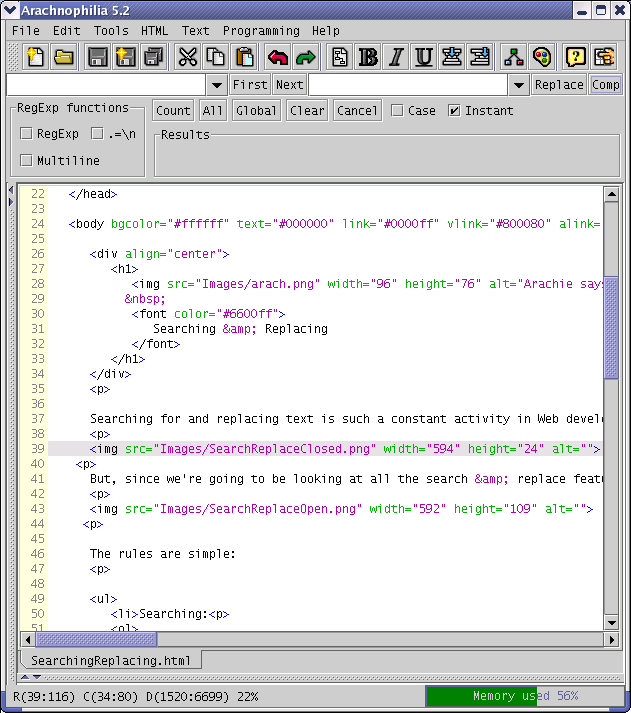 Arachnophilia 5.2
File Edit Tools HTML Text Programming Help
B I U
First Next Replace Comp
RegExp functions Count All Global Clear Cancel Case Instant
RegExp .=\n Results
Multiline
22 </head>
23
24 <body bgcolor="#ffffff" text="#000000" link="#0000ff" vlink="#800080" alink=
25
26 <div align="center">
27 <h1>
28 <img src="Images/arach.png" width="96" height="76" alt="Arachie says
29 &nbsp;
30 <font color="#6600ff">
31 Searching &amp; Replacing
32 </font>
33 </h1>
34 </div>
35 <p>
36
37 Searching for and replacing text is such a constant activity in Web devel
38 <p>
39 <img src="Images/SearchReplaceClosed.png" width="594" height="24" alt="">
40 <p>
41 But, since we're going to be looking at all the search &amp; replace feat
42 <p>
43 <img src="Images/SearchReplaceOpen.png" width="592" height="109" alt="">
44 <p>
45
46 The rules are simple:
47 <p>
48
49 <ul>
50 <li>Searching:<p>
51 <ol>
SearchingReplacing.html
R(39:116) C(34:80) D(1520:6699) 22% Memory used 56%